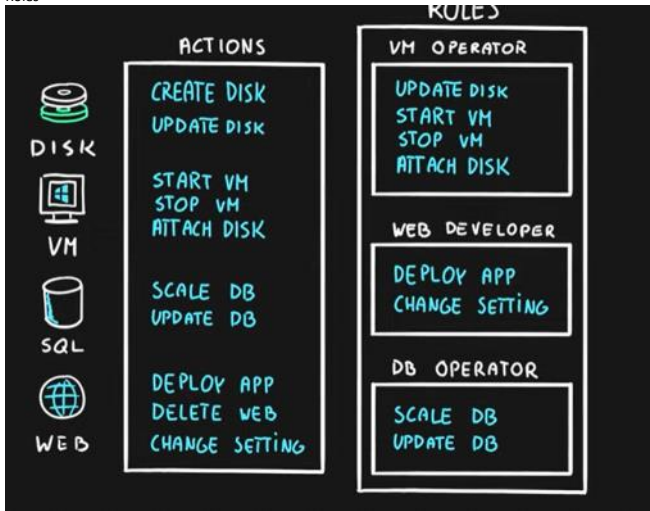 Roles
ROLES
ACTIONS
DISK
CREATE DISK
UPDATE DISK
VM
START VM
STOP VM
ATTACH DISK
SQL
SCALE DB
UPDATE DB
WEB
DEPLOY APP
DELETE WEB
CHANGE SETTING
VM OPERATOR
UPDATE DISK
START VM
STOP VM
ATTACH DISK
WEB DEVELOPER
DEPLOY APP
CHANGE SETTING
DB OPERATOR
SCALE DB
UPDATE DB